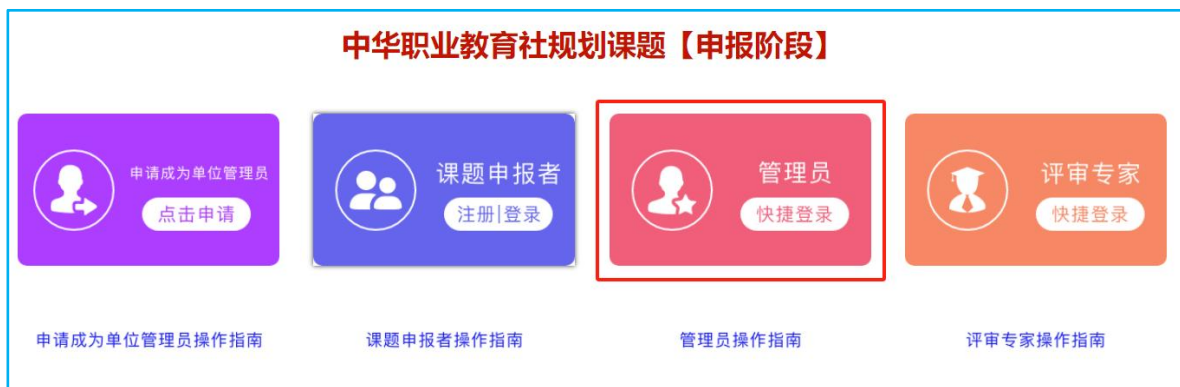 中华职业教育社规划课题【申报阶段】
申请成为单位管理员
点击申请
课题申报者
注册|登录
管理员
快捷登录
评审专家
快捷登录
申请成为单位管理员操作指南
课题申报者操作指南
管理员操作指南
评审专家操作指南